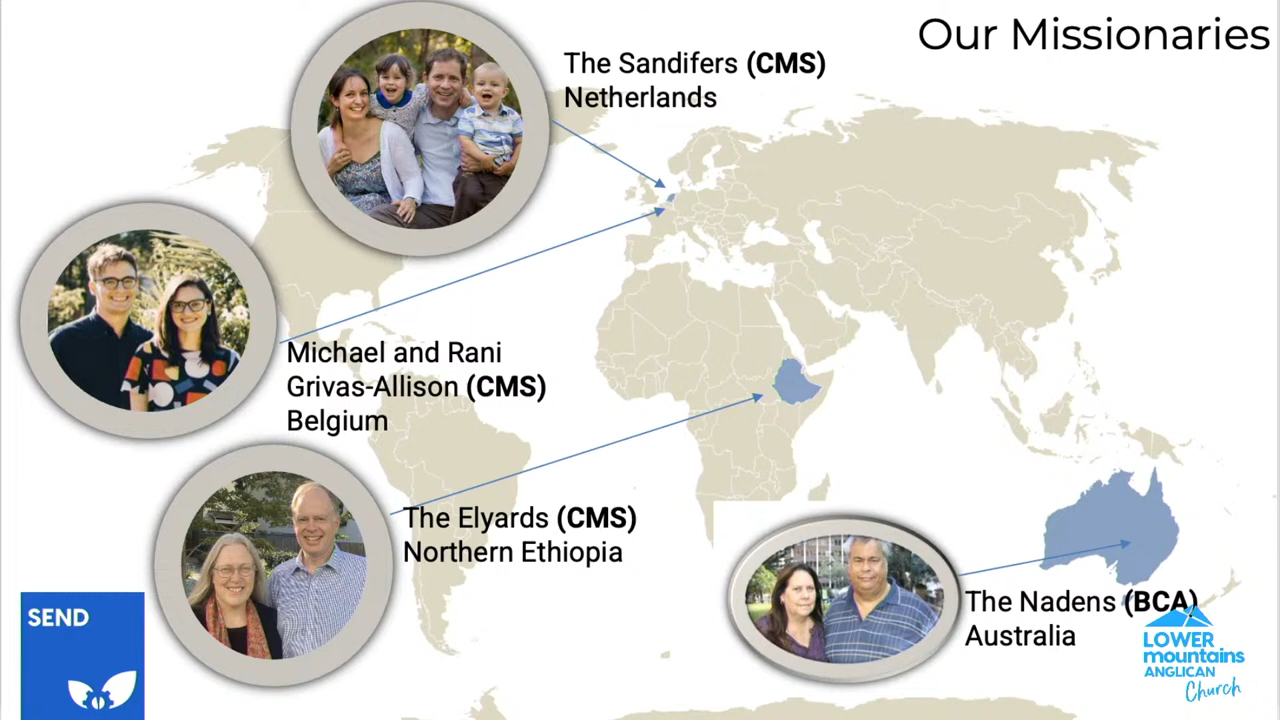 Our Missionaries
The Sandifers (CMS)
Netherlands
Michael and Rani
Grivas-Allison (CMS)
Belgium
The Elyards (CMS)
Northern Ethiopia
The Nadens (BCA)
Australia
SEND
LOWER
mountains
ANGLICAN
Church